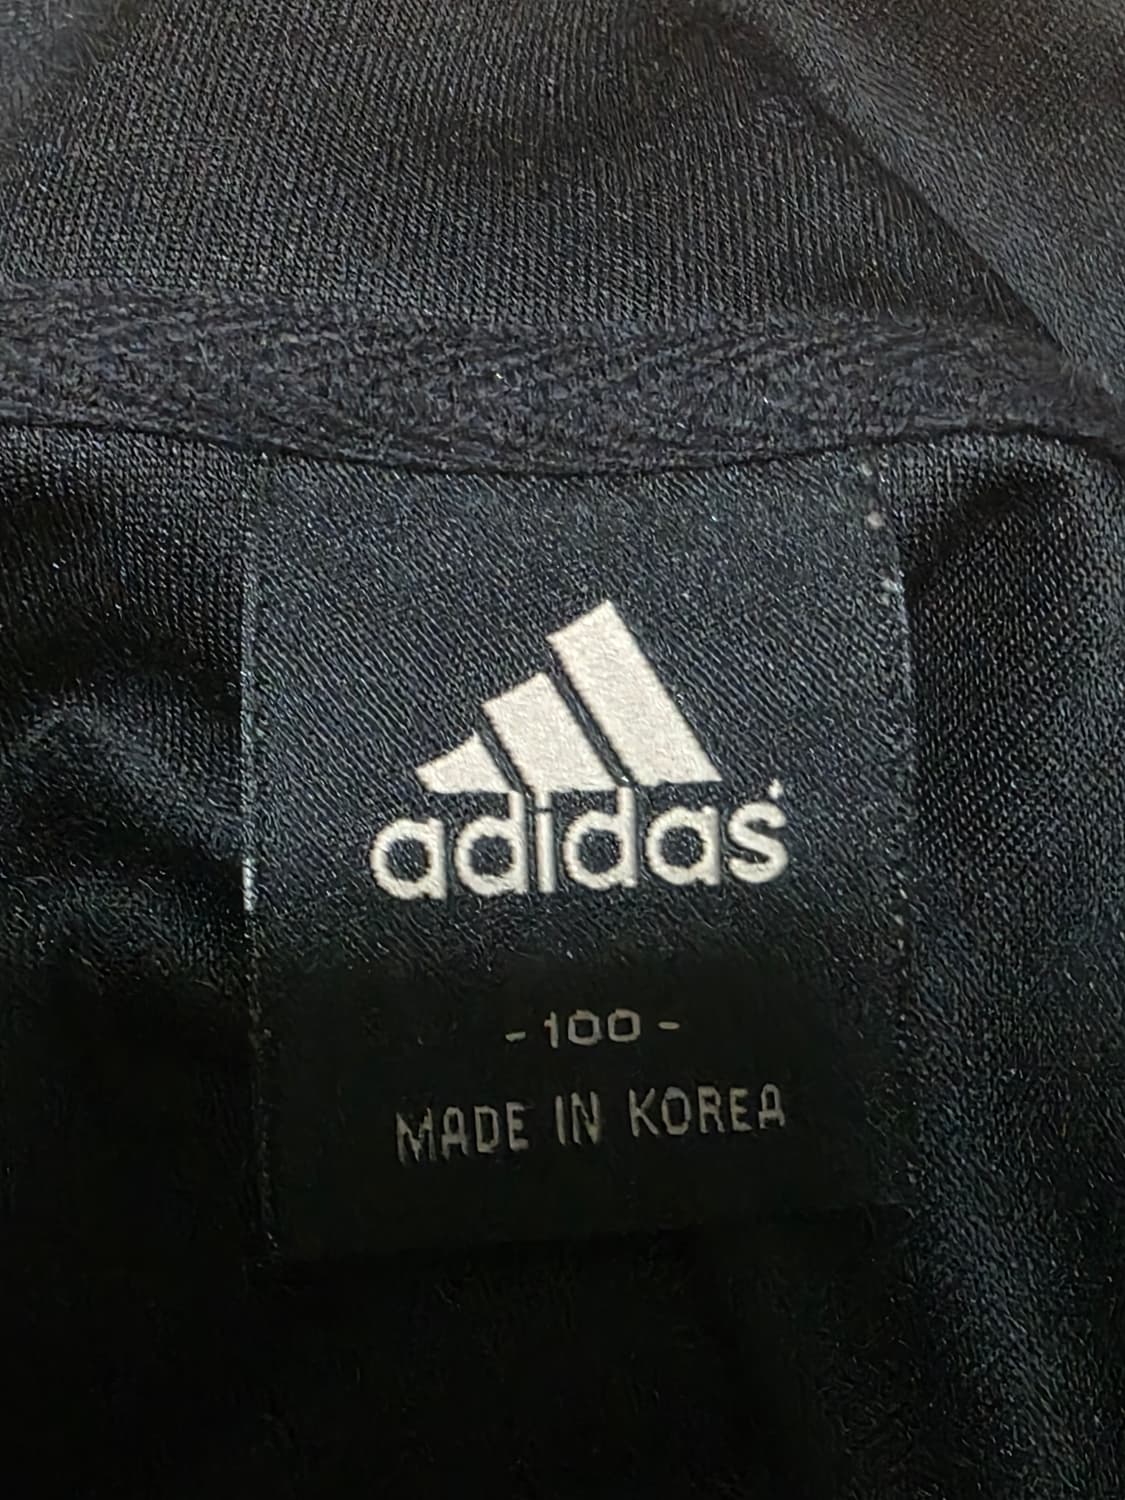 adidas
- 100 -
MADE IN KOREA